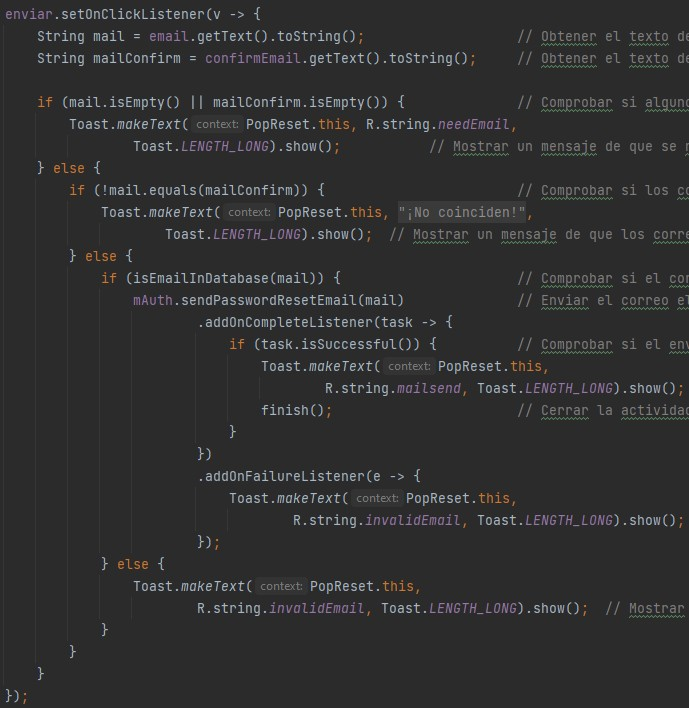 enviar.setOnClickListener(v -> {
String mail = email.getText().toString(); // Obtener el texto de
String mailConfirm = confirmEmail.getText().toString(); // Obtener el texto de
if (mail.isEmpty() || mailConfirm.isEmpty()) { // Comprobar si alguno
Toast.makeText( context: PopReset.this, R.string.needEmail,
Toast.LENGTH_LONG).show(); // Mostrar un mensaje de que se
} else {
if (!mail.equals(mailConfirm)) { // Comprobar si los co
Toast.makeText( context: PopReset.this, "¡No coinciden!",
Toast.LENGTH_LONG).show(); // Mostrar un mensaje de que los corre
} else {
if (isEmailInDatabase(mail)) { // Comprobar si el cor
mAuth.sendPasswordResetEmail(mail) // Enviar el correo el
.addOnCompleteListener(task -> {
if (task.isSuccessful()) { // Comprobar si el env
Toast.makeText( context: PopReset.this,
R.string.mailsend, Toast.LENGTH_LONG).show();
finish(); // Cerrar la actividad
}
})
.addOnFailureListener(e -> {
Toast.makeText( context: PopReset.this,
R.string.invalidEmail, Toast.LENGTH_LONG).show();
});
} else {
Toast.makeText( context: PopReset.this,
R.string.invalidEmail, Toast.LENGTH_LONG).show(); // Mostrar
}
}
}
});